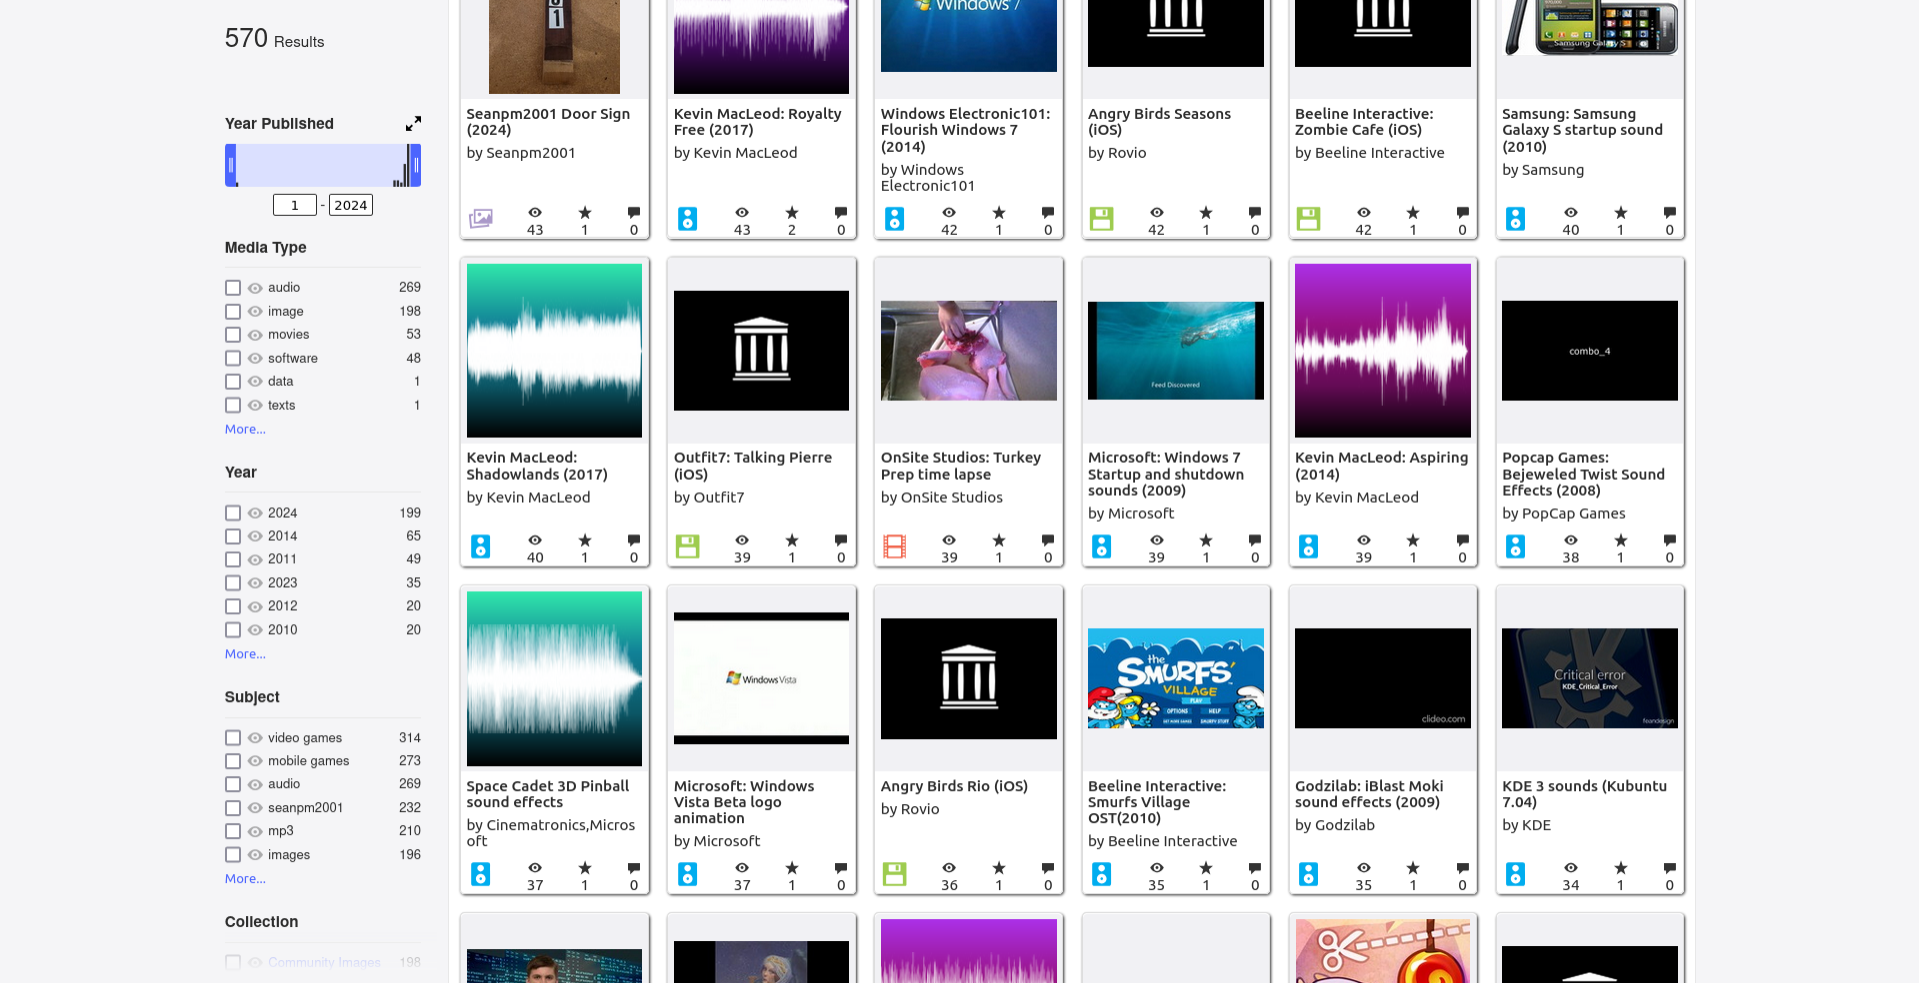 570 Results
Year Published
1 - 2024
Media Type
audio 269
image 198
movies 53
software 48
data 1
texts 1
More...
Year
2024 199
2014 65
2011 49
2023 35
2012 20
2010 20
More...
Subject
video games 314
mobile games 273
audio 269
seanpm2001 232
mp3 210
images 196
More...
Collection
Community Images 198
1
Seanpm2001 Door Sign
(2024)
by Seanpm2001
43 1 0
Kevin MacLeod: Royalty
Free (2017)
by Kevin MacLeod
43 2 0
Windows 7
Windows Electronic101:
Flourish Windows 7
(2014)
by Windows
Electronic101
42 1 0
Angry Birds Seasons
(iOS)
by Rovio
42 1 0
Beeline Interactive:
Zombie Cafe (iOS)
by Beeline Interactive
42 1 0
Samsung Galaxy S
Samsung: Samsung
Galaxy S startup sound
(2010)
by Samsung
40 1 0
Kevin MacLeod:
Shadowlands (2017)
by Kevin MacLeod
40 1 0
Outfit7: Talking Pierre
(iOS)
by Outfit7
39 1 0
OnSite Studios: Turkey
Prep time lapse
by OnSite Studios
39 1 0
Feed Discovered
Microsoft: Windows 7
Startup and shutdown
sounds (2009)
by Microsoft
39 1 0
Kevin MacLeod: Aspiring
(2014)
by Kevin MacLeod
39 1 0
combo_4
Popcap Games:
Bejeweled Twist Sound
Effects (2008)
by PopCap Games
38 1 0
Space Cadet 3D Pinball
sound effects
by Cinematronics,Micros
oft
37 1 0
Windows Vista
Microsoft: Windows
Vista Beta logo
animation
by Microsoft
37 1 0
Angry Birds Rio (iOS)
by Rovio
36 1 0
the
SMURFS'
VILLAGE
PLAY
OPTIONS HELP
GET MORE GAMES SMURFY STUFF
Beeline Interactive:
Smurfs Village
OST(2010)
by Beeline Interactive
35 1 0
clideo.com
Godzilab: iBlast Moki
sound effects (2009)
by Godzilab
35 1 0
Critical error
KDE_Critical_Error
feandesign
KDE 3 sounds (Kubuntu
7.04)
by KDE
34 1 0